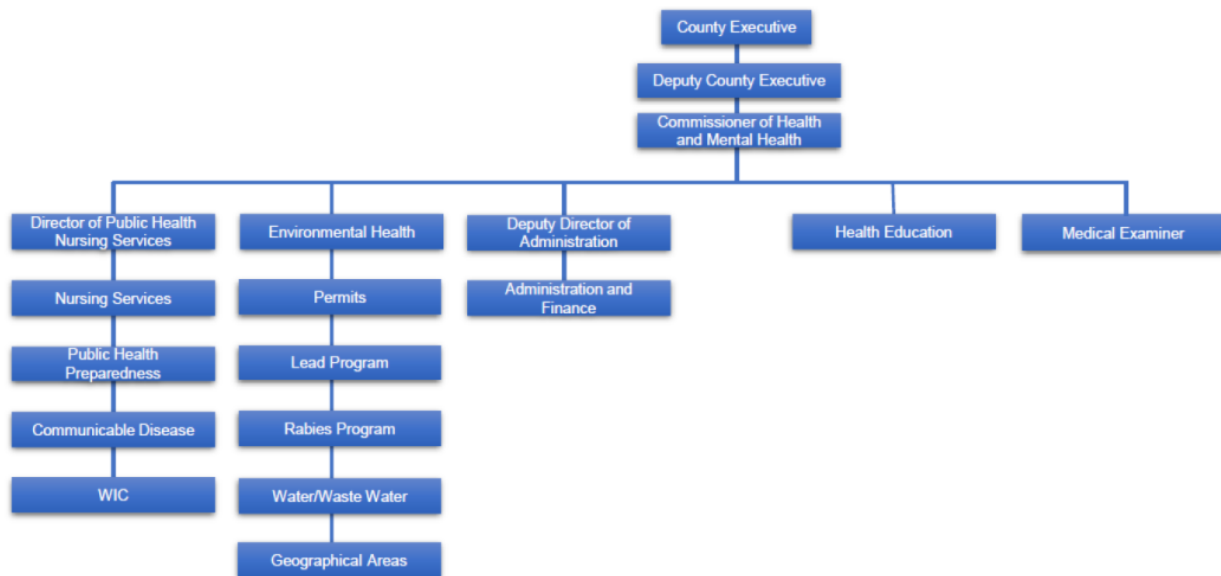 County Executive
Deputy County Executive
Commissioner of Health
and Mental Health
Director of Public Health
Nursing Services
Environmental Health
Deputy Director of
Administration
Health Education
Medical Examiner
Nursing Services
Permits
Administration and
Finance
Public Health
Preparedness
Lead Program
Communicable Disease
Rabies Program
WIC
Water/Waste Water
Geographical Areas